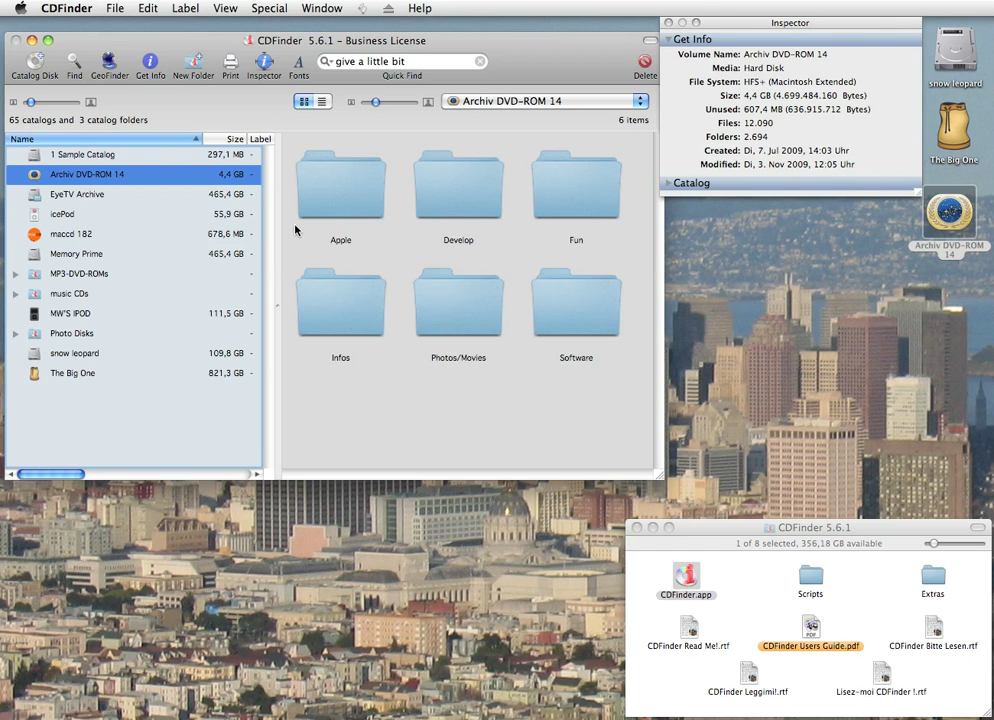 CDFinder File Edit Label View Special Window Help
CDFinder 5.6.1 – Business License
Catalog Disk Find GeoFinder Get Info New Folder Print Inspector Fonts
give a little bit
Quick Find
Delete
Archiv DVD-ROM 14
65 catalogs and 3 catalog folders
6 items
Name Size Label
1 Sample Catalog 297,1 MB -
Archiv DVD-ROM 14 4,4 GB -
EyeTV Archive 465,4 GB -
icePod 55,9 GB -
maccd 182 678,6 MB -
Memory Prime 465,4 GB -
MP3-DVD-ROMs -
music CDs -
MW'S IPOD 111,5 GB -
Photo Disks -
snow leopard 109,8 GB -
The Big One 821,3 GB -
Apple
Develop
Fun
Infos
Photos/Movies
Software
Inspector
Get Info
Volume Name: Archiv DVD-ROM 14
Media: Hard Disk
File System: HFS+ (Macintosh Extended)
Size: 4,4 GB (4.699.484.160 Bytes)
Unused: 607,4 MB (636.915.712 Bytes)
Files: 12.090
Folders: 2.694
Created: Di, 7. Jul 2009, 14:03 Uhr
Modified: Di, 3. Nov 2009, 12:05 Uhr
Catalog
snow leopard
The Big One
Archiv DVD-ROM
14
CDFinder 5.6.1
1 of 8 selected, 356,18 GB available
CDFinder.app
Scripts
Extras
PDF
CDFinder Read Me!.rtf
CDFinder Users Guide.pdf
CDFinder Bitte Lesen.rtf
CDFinder Leggimi!.rtf
Lisez-moi CDFinder !.rtf